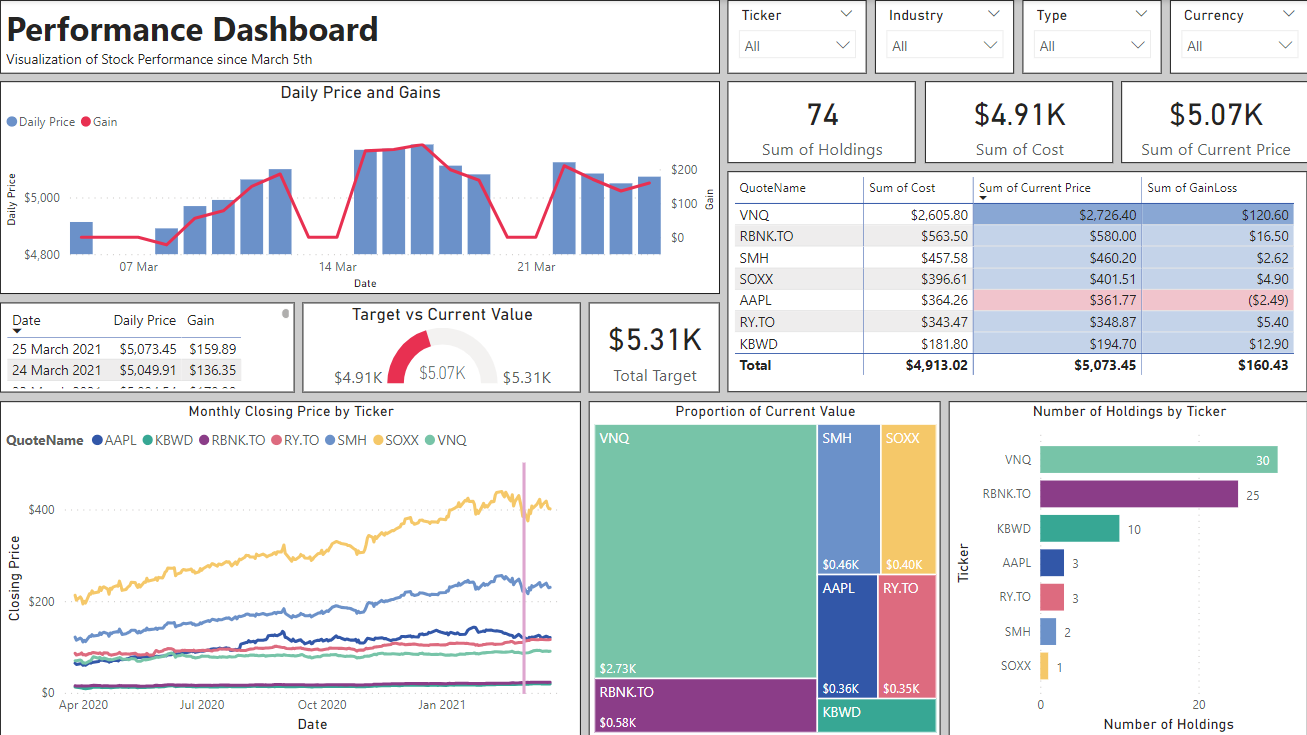 Performance Dashboard
Visualization of Stock Performance since March 5th
Ticker
All
Industry
All
Type
All
Currency
All
Daily Price and Gains
Daily Price Gain
Daily Price
$5,000
$4,800
$200
$100
$0
Gain
07 Mar 14 Mar 21 Mar
Date
74
Sum of Holdings
$4.91K
Sum of Cost
$5.07K
Sum of Current Price
QuoteName Sum of Cost Sum of Current Price Sum of GainLoss
VNQ $2,605.80 $2,726.40 $120.60
RBNK.TO $563.50 $580.00 $16.50
SMH $457.58 $460.20 $2.62
SOXX $396.61 $401.51 $4.90
AAPL $364.26 $361.77 ($2.49)
RY.TO $343.47 $348.87 $5.40
KBWD $181.80 $194.70 $12.90
Total $4,913.02 $5,073.45 $160.43
Date Daily Price Gain
25 March 2021 $5,073.45 $159.89
24 March 2021 $5,049.91 $136.35
Target vs Current Value
$4.91K $5.07K $5.31K
$5.31K
Total Target
Monthly Closing Price by Ticker
QuoteName AAPL KBWD RBNK.TO RY.TO SMH SOXX VNQ
Closing Price
$400
$200
$0
Apr 2020 Jul 2020 Oct 2020 Jan 2021
Date
Proportion of Current Value
VNQ
$2.73K
RBNK.TO
$0.58K
SMH
$0.46K
SOXX
$0.40K
AAPL
$0.36K
RY.TO
$0.35K
KBWD
Number of Holdings by Ticker
Ticker
VNQ 30
RBNK.TO 25
KBWD 10
AAPL 3
RY.TO 3
SMH 2
SOXX 1
0 20
Number of Holdings